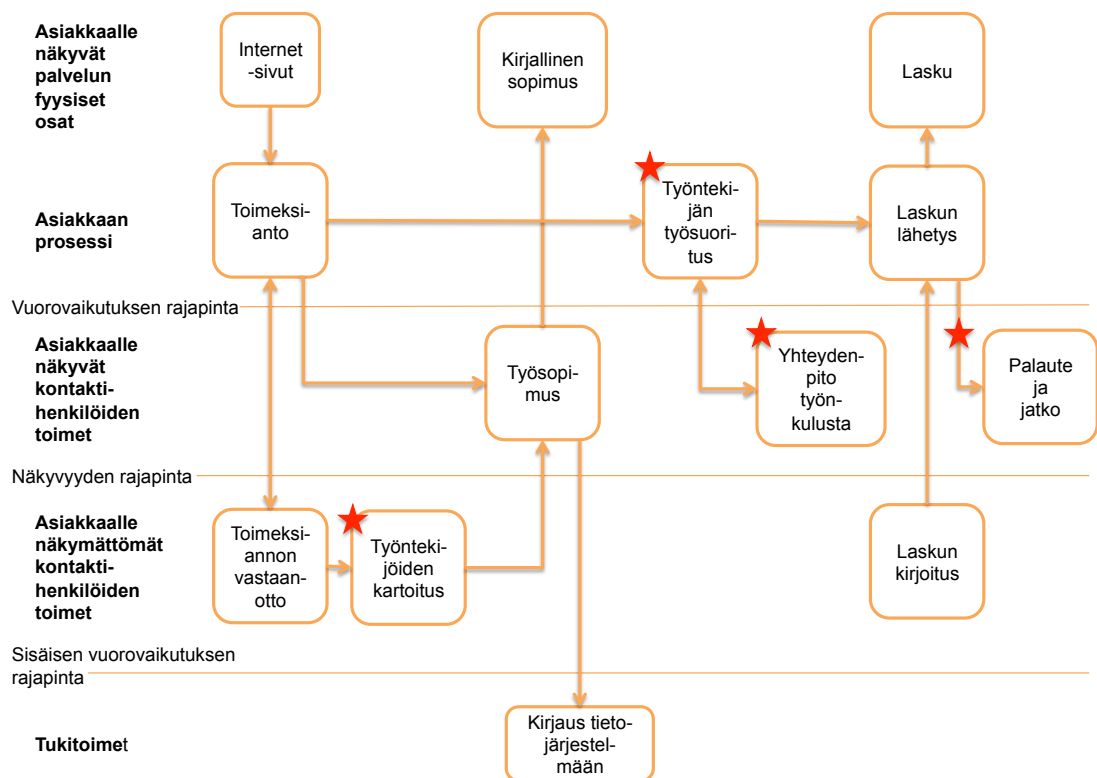 Asiakkaalle
näkyvät
palvelun
fyysiset
osat
Internet
-sivut
Kirjallinen
sopimus
Lasku
Asiakkaan
prosessi
Toimeksi-
anto
Työnteki-
jän
työsuori-
tus
Laskun
lähetys
Vuorovaikutuksen rajapinta
Asiakkaalle
näkyvät
kontakti-
henkilöiden
toimet
Työsopi-
mus
Yhteyden-
pito
työn-
kulusta
Palaute
ja
jatko
Näkyvyyden rajapinta
Asiakkaalle
näkymättömät
kontakti-
henkilöiden
toimet
Toimeksi-
annon
vastaan-
otto
Työnteki-
jöiden
kartoitus
Laskun
kirjoitus
Sisäisen vuorovaikutuksen
rajapinta
Tukitoimet
Kirjaus tieto-
järjestel-
mään